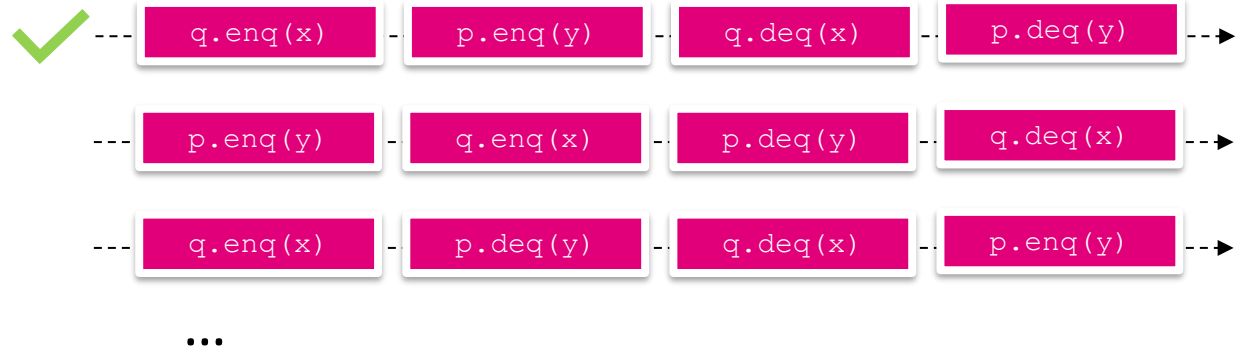 q.enq(x) p.enq(y) q.deq(x) p.deq(y)
p.enq(y) q.enq(x) p.deq(y) q.deq(x)
q.enq(x) p.deq(y) q.deq(x) p.enq(y)
...